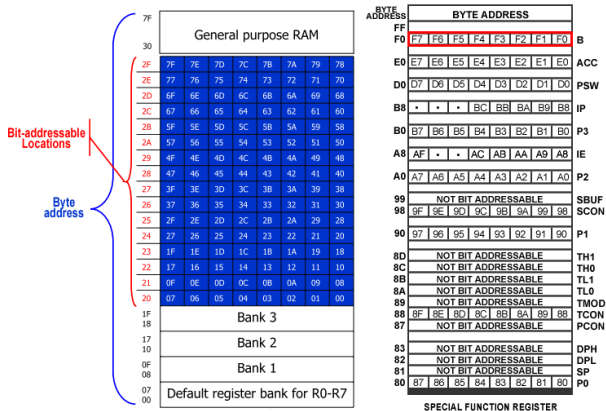 7F
General purpose RAM
30
2F 7F 7E 7D 7C 7B 7A 79 78
2E 77 76 75 74 73 72 71 70
2D 6F 6E 6D 6C 6B 6A 69 68
2C 67 66 65 64 63 62 61 60
2B 5F 5E 5D 5C 5B 5A 59 58
2A 57 56 55 54 53 52 51 50
29 4F 4E 4D 4C 4B 4A 49 48
28 47 46 45 44 43 42 41 40
27 3F 3E 3D 3C 3B 3A 39 38
26 37 36 35 34 33 32 31 30
25 2F 2E 2D 2C 2B 2A 29 28
24 27 26 25 24 23 22 21 20
23 1F 1E 1D 1C 1B 1A 19 18
22 17 16 15 14 13 12 11 10
21 0F 0E 0D 0C 0B 0A 09 08
20 07 06 05 04 03 02 01 00
1F
Bank 3
18
17
Bank 2
10
0F
Bank 1
08
07
Default register bank for R0-R7
00
Bit-addressable
Locations
Byte
address
BYTE
ADDRESS
BYTE ADDRESS
FF
F0 F7 F6 F5 F4 F3 F2 F1 F0 B
E0 E7 E6 E5 E4 E3 E2 E1 E0 ACC
D0 D7 D6 D5 D4 D3 D2 D1 D0 PSW
B8 · · · BC BB BA B9 B8 IP
B0 B7 B6 B5 B4 B3 B2 B1 B0 P3
A8 AF · · AC AB AA A9 A8 IE
A0 A7 A6 A5 A4 A3 A2 A1 A0 P2
99 NOT BIT ADDRESSABLE SBUF
98 9F 9E 9D 9C 9B 9A 99 98 SCON
90 97 96 95 94 93 92 91 90 P1
8D NOT BIT ADDRESSABLE TH1
8C NOT BIT ADDRESSABLE TH0
8B NOT BIT ADDRESSABLE TL1
8A NOT BIT ADDRESSABLE TL0
89 NOT BIT ADDRESSABLE TMOD
88 8F 8E 8D 8C 8B 8A 89 88 TCON
87 NOT BIT ADDRESSABLE PCON
83 NOT BIT ADDRESSABLE DPH
82 NOT BIT ADDRESSABLE DPL
81 NOT BIT ADDRESSABLE SP
80 87 86 85 84 83 82 81 80 P0
SPECIAL FUNCTION REGISTER